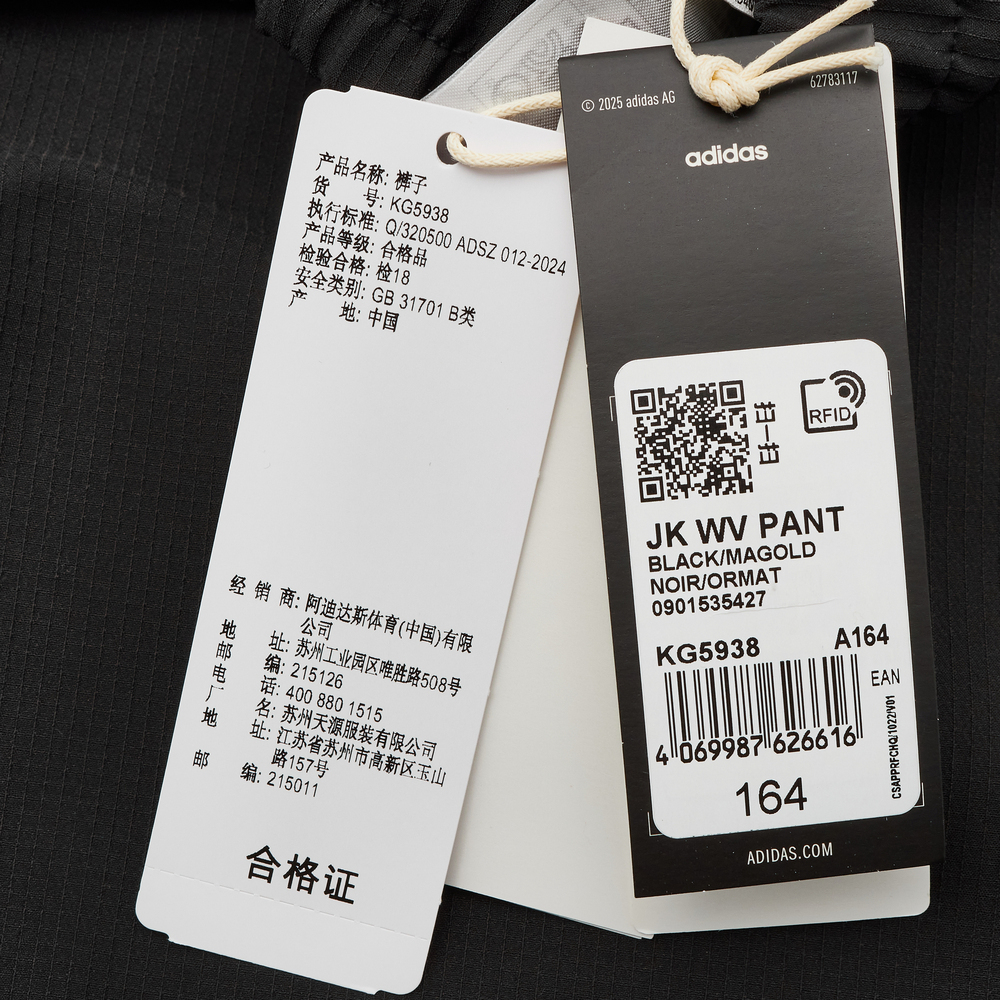 产品名称: 裤子
货 号: KG5938
执行标准: Q/320500 ADSZ 012-2024
产品等级: 合格品
检验合格: 检18
安全类别: GB 31701 B类
产 地: 中国
经 销 商: 阿迪达斯体育(中国)有限
公司
地 址: 苏州工业园区唯胜路508号
邮 编: 215126
电 话: 400 880 1515
厂 名: 苏州天源服装有限公司
地 址: 江苏省苏州市高新区玉山
路157号
邮 编: 215011
合格证
© 2025 adidas AG
62783117
adidas
RFID
JK WV PANT
BLACK/MAGOLD
NOIR/ORMAT
0901535427
KG5938 A164
EAN
4 069987 626616
CSAPPRFCHQ/1022/V01
164
ADIDAS.COM